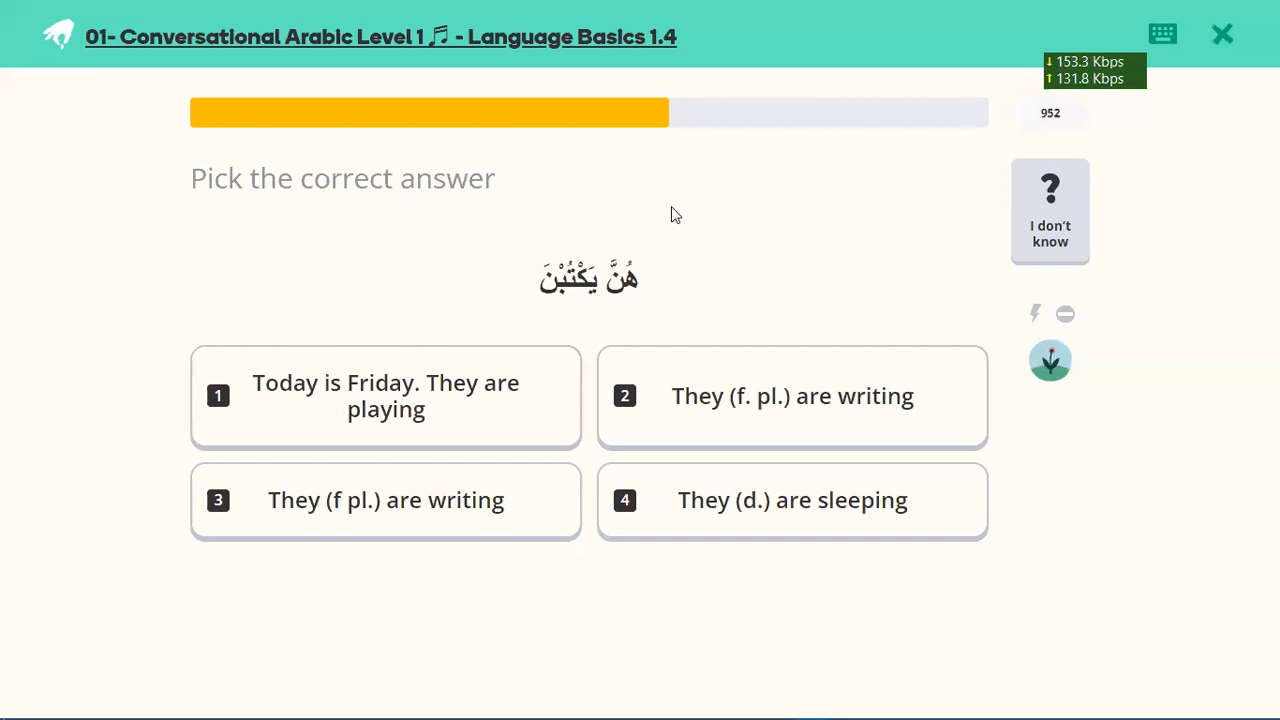 01- Conversational Arabic Level 1 🎵 - Language Basics 1.4
↓ 153.3 Kbps
↑ 131.8 Kbps
952
Pick the correct answer
?
I don't
know
هُنَّ يَكْتُبْنَ
1 Today is Friday. They are
playing
2 They (f. pl.) are writing
3 They (f pl.) are writing
4 They (d.) are sleeping